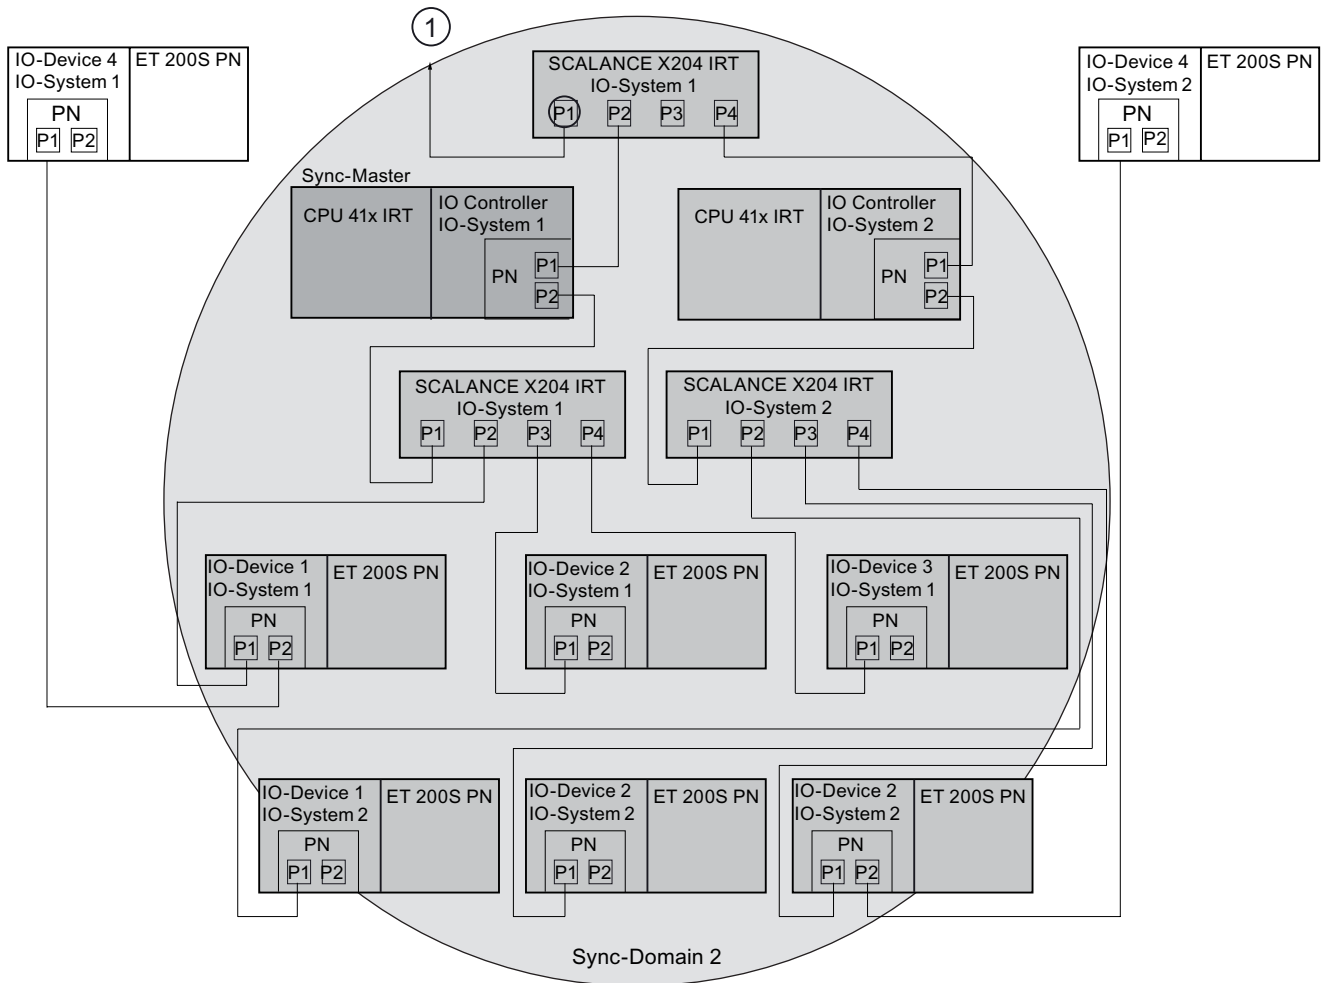 1
IO-Device 4
IO-System 1
ET 200S PN
PN
P1 P2
SCALANCE X204 IRT
IO-System 1
P1 P2 P3 P4
IO-Device 4
IO-System 2
ET 200S PN
PN
P1 P2
Sync-Master
CPU 41x IRT
IO Controller
IO-System 1
PN
P1
P2
CPU 41x IRT
IO Controller
IO-System 2
PN
P1
P2
SCALANCE X204 IRT
IO-System 1
P1 P2 P3 P4
SCALANCE X204 IRT
IO-System 2
P1 P2 P3 P4
IO-Device 1
IO-System 1
ET 200S PN
PN
P1 P2
IO-Device 2
IO-System 1
ET 200S PN
PN
P1 P2
IO-Device 3
IO-System 1
ET 200S PN
PN
P1 P2
IO-Device 1
IO-System 2
ET 200S PN
PN
P1 P2
IO-Device 2
IO-System 2
ET 200S PN
PN
P1 P2
IO-Device 2
IO-System 2
ET 200S PN
PN
P1 P2
Sync-Domain 2